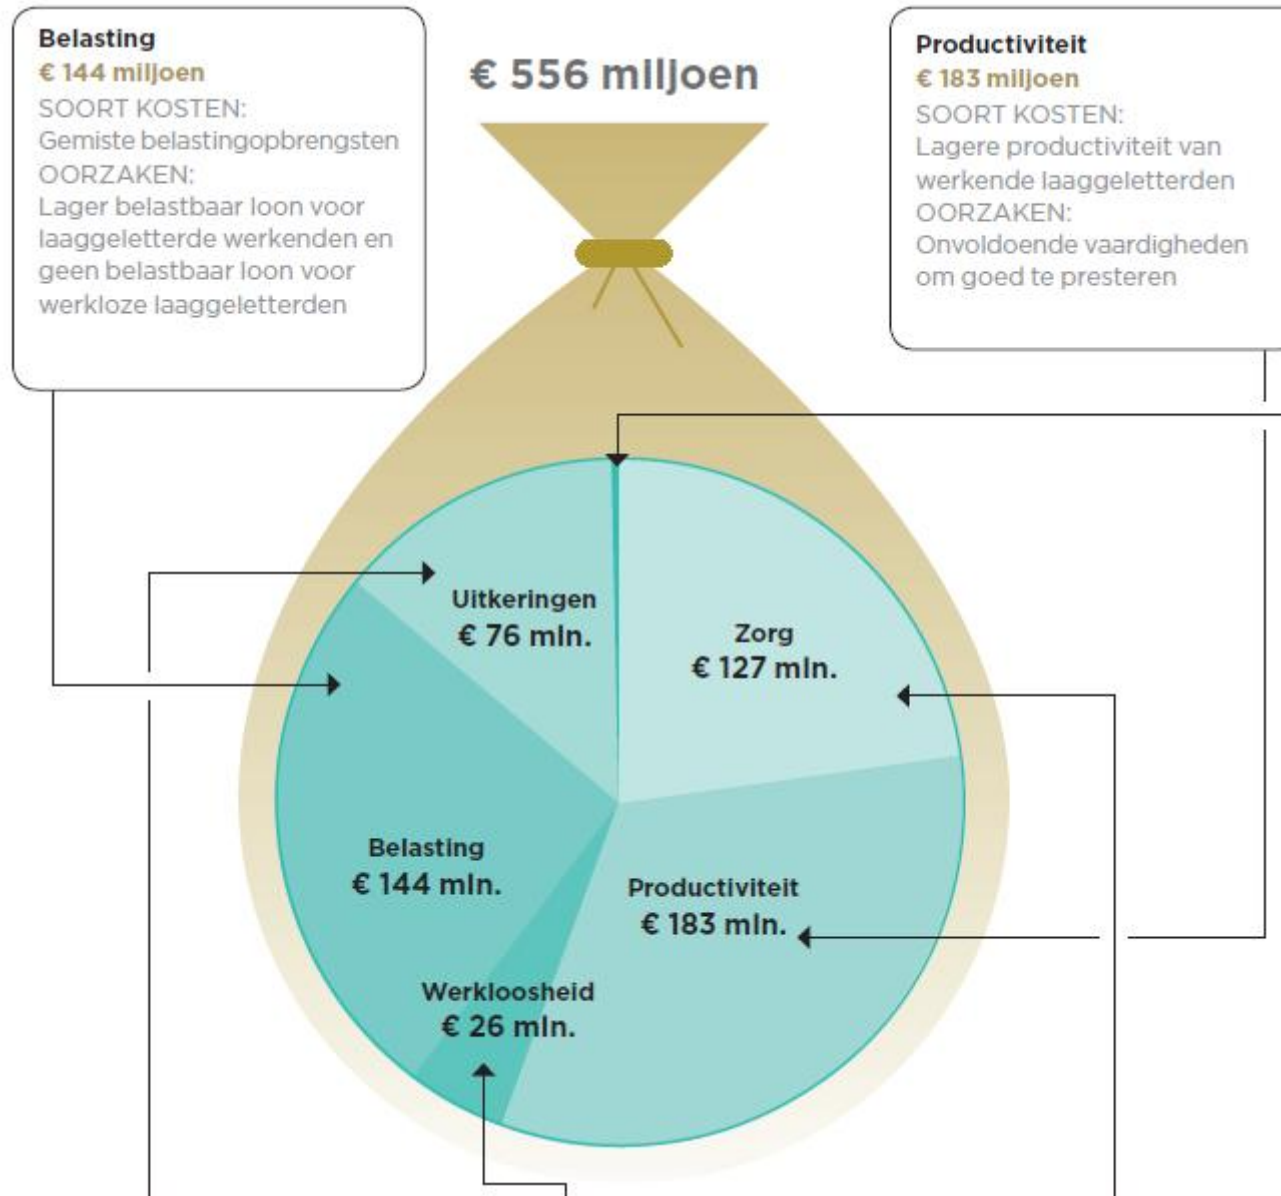 Belasting
€ 144 miljoen
SOORT KOSTEN:
Gemiste belastingopbrengsten
OORZAKEN:
Lager belastbaar loon voor
laaggeletterde werkenden en
geen belastbaar loon voor
werkloze laaggeletterden
€ 556 miljoen
Productiviteit
€ 183 miljoen
SOORT KOSTEN:
Lagere productiviteit van
werkende laaggeletterden
OORZAKEN:
Onvoldoende vaardigheden
om goed te presteren
Uitkeringen
€ 76 mln.
Zorg
€ 127 mln.
Belasting
€ 144 mln.
Productiviteit
€ 183 mln.
Werkloosheid
€ 26 mln.